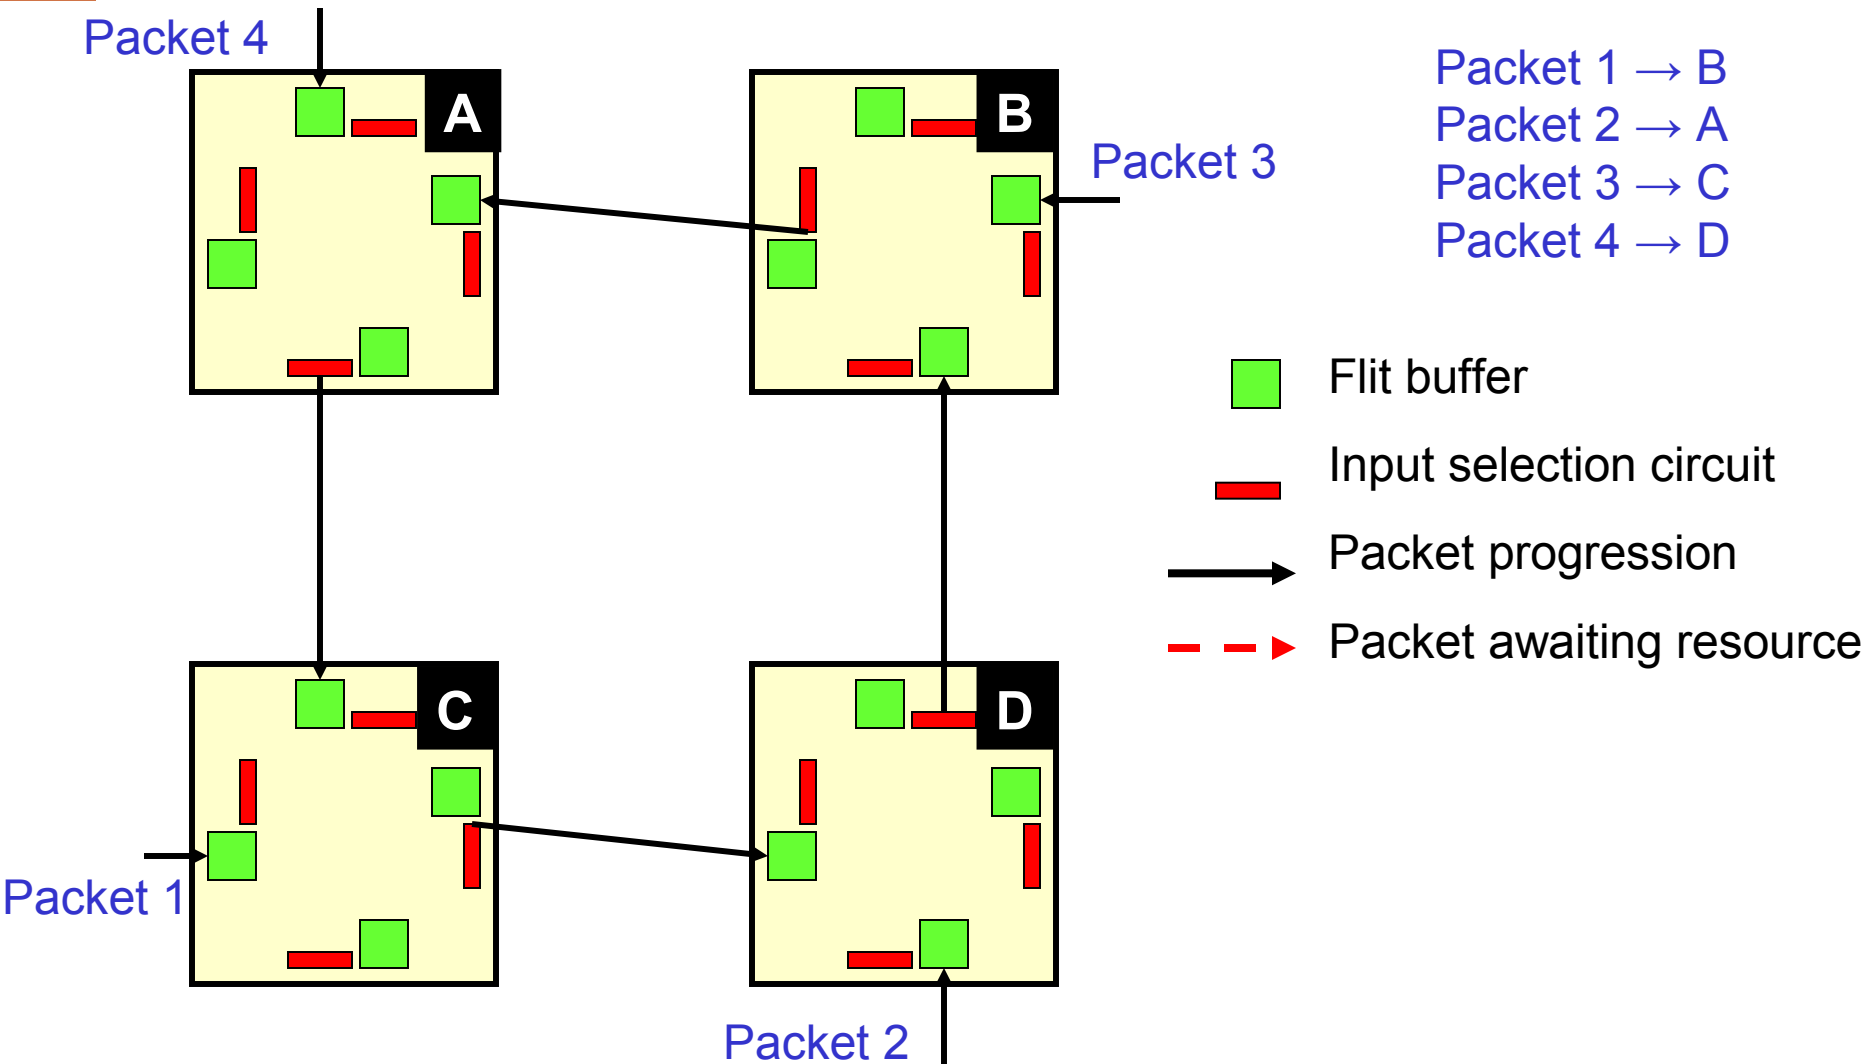 Packet 4
A
B
Packet 3
Packet 1 → B
Packet 2 → A
Packet 3 → C
Packet 4 → D
Flit buffer
Input selection circuit
Packet progression
Packet awaiting resource
C
D
Packet 1
Packet 2